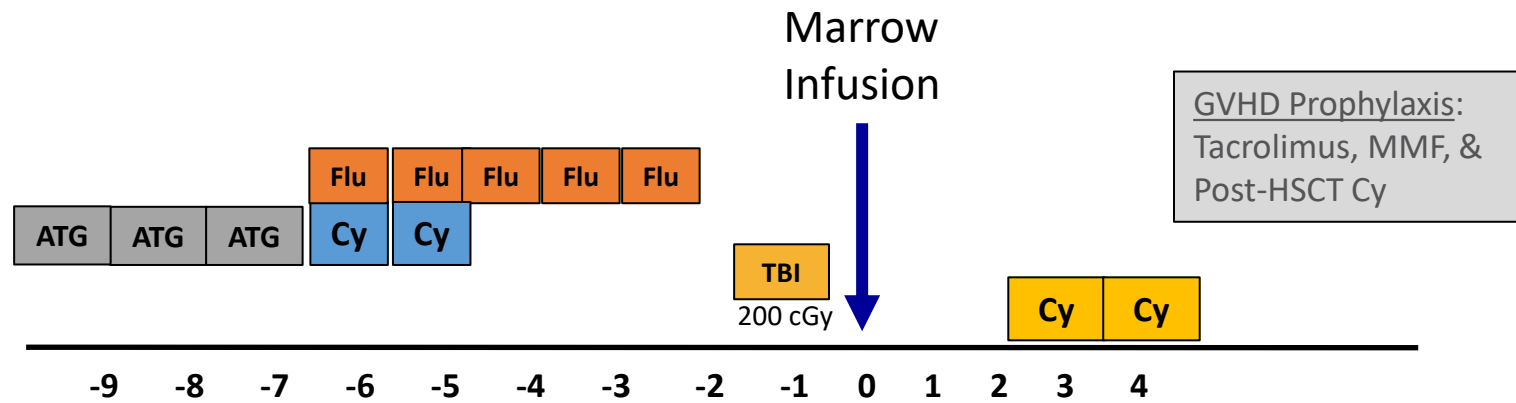 Marrow
Infusion
GVHD Prophylaxis:
Tacrolimus, MMF, &
Post-HSCT Cy
Flu Flu Flu Flu Flu
ATG ATG ATG Cy Cy
TBI
200 cGy
Cy Cy
-9 -8 -7 -6 -5 -4 -3 -2 -1 0 1 2 3 4